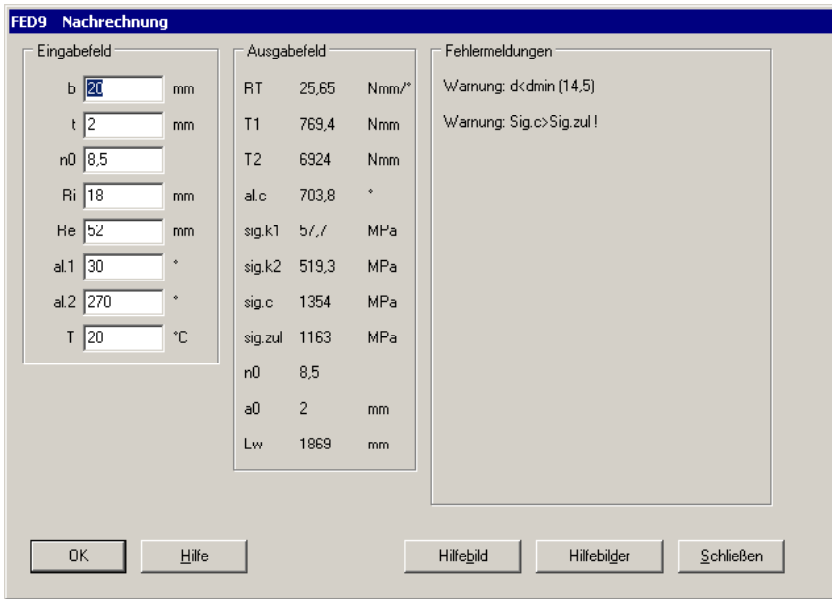 FED9 Nachrechnung
Eingabefeld
b 20 mm
t 2 mm
n0 8,5
Ri 18 mm
He 52 mm
al.1 30 °
al.2 270 °
T 20 °C
Ausgabefeld
RT 25,65 Nmm/°
T1 769,4 Nmm
T2 6924 Nmm
al.c 703,8 °
sig.k1 57,7 MPa
sig.k2 519,3 MPa
sig.c 1354 MPa
sig.zul 1163 MPa
n0 8,5
a0 2 mm
Lw 1869 mm
Fehlermeldungen
Warnung: d<dmin (14,5)
Warnung: Sig.c>Sig.zul !
OK
Hilfe
Hilfebild
Hilfebilder
Schließen